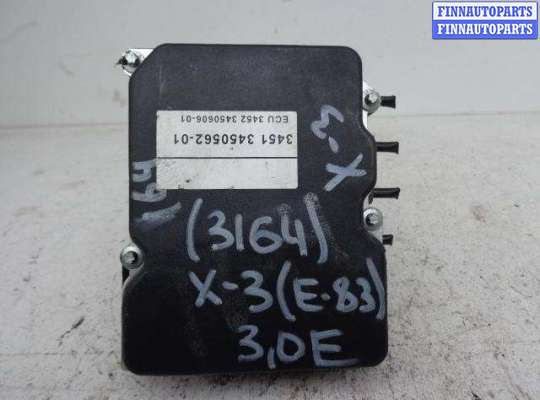 FINNAUTOPARTS
FINNAUTOPARTS
3451 3450562-01
ECU 3452 3450606-01
X-3
(3164)
X-3(E-83)
3,0E